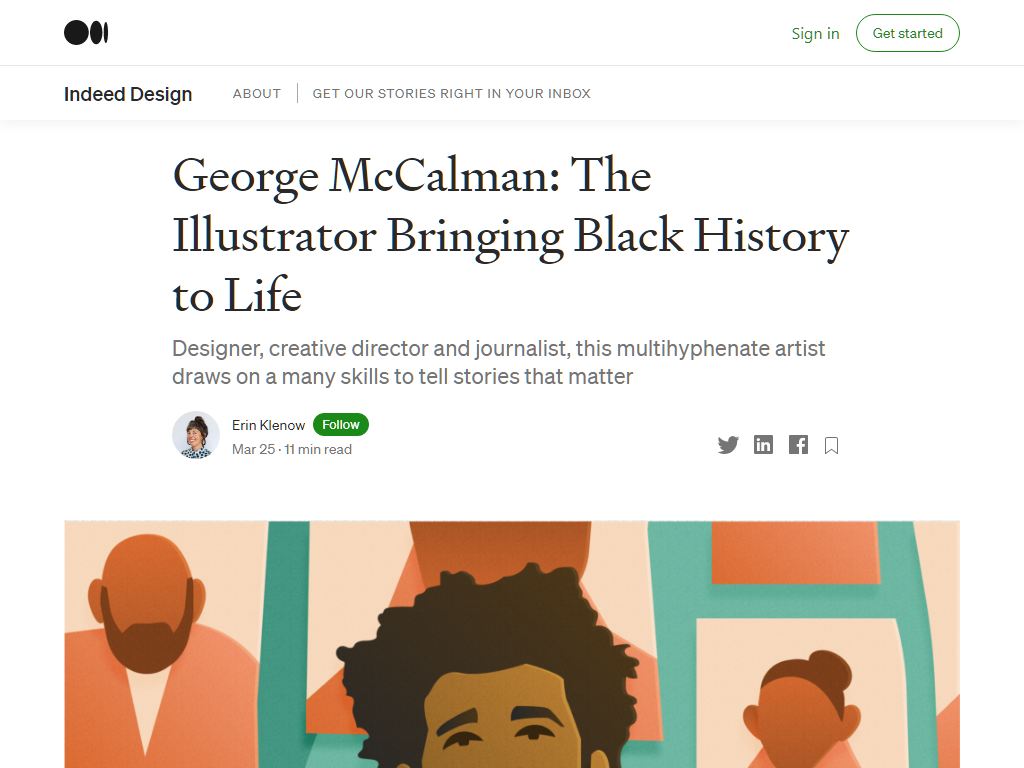 Sign in
Get started
Indeed Design
ABOUT
GET OUR STORIES RIGHT IN YOUR INBOX
George McCalman: The
Illustrator Bringing Black History
to Life
Designer, creative director and journalist, this multihyphenate artist
draws on a many skills to tell stories that matter
Erin Klenow
Follow
Mar 25 · 11 min read